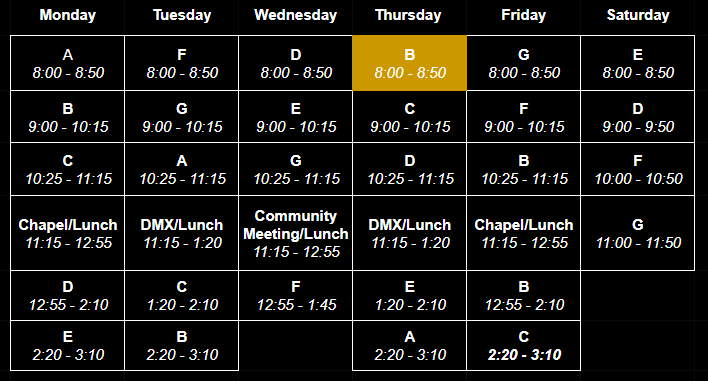 Monday Tuesday Wednesday Thursday Friday Saturday
A F D B G E
8:00 - 8:50 8:00 - 8:50 8:00 - 8:50 8:00 - 8:50 8:00 - 8:50 8:00 - 8:50
B G E C F D
9:00 - 10:15 9:00 - 10:15 9:00 - 10:15 9:00 - 10:15 9:00 - 10:15 9:00 - 9:50
C A G D B F
10:25 - 11:15 10:25 - 11:15 10:25 - 11:15 10:25 - 11:15 10:25 - 11:15 10:00 - 10:50
Chapel/Lunch DMX/Lunch Community Meeting/Lunch DMX/Lunch Chapel/Lunch G
11:15 - 12:55 11:15 - 1:20 11:15 - 12:55 11:15 - 1:20 11:15 - 12:55 11:00 - 11:50
D C F E B
12:55 - 2:10 1:20 - 2:10 12:55 - 1:45 1:20 - 2:10 12:55 - 2:10
E B A C
2:20 - 3:10 2:20 - 3:10 2:20 - 3:10 2:20 - 3:10